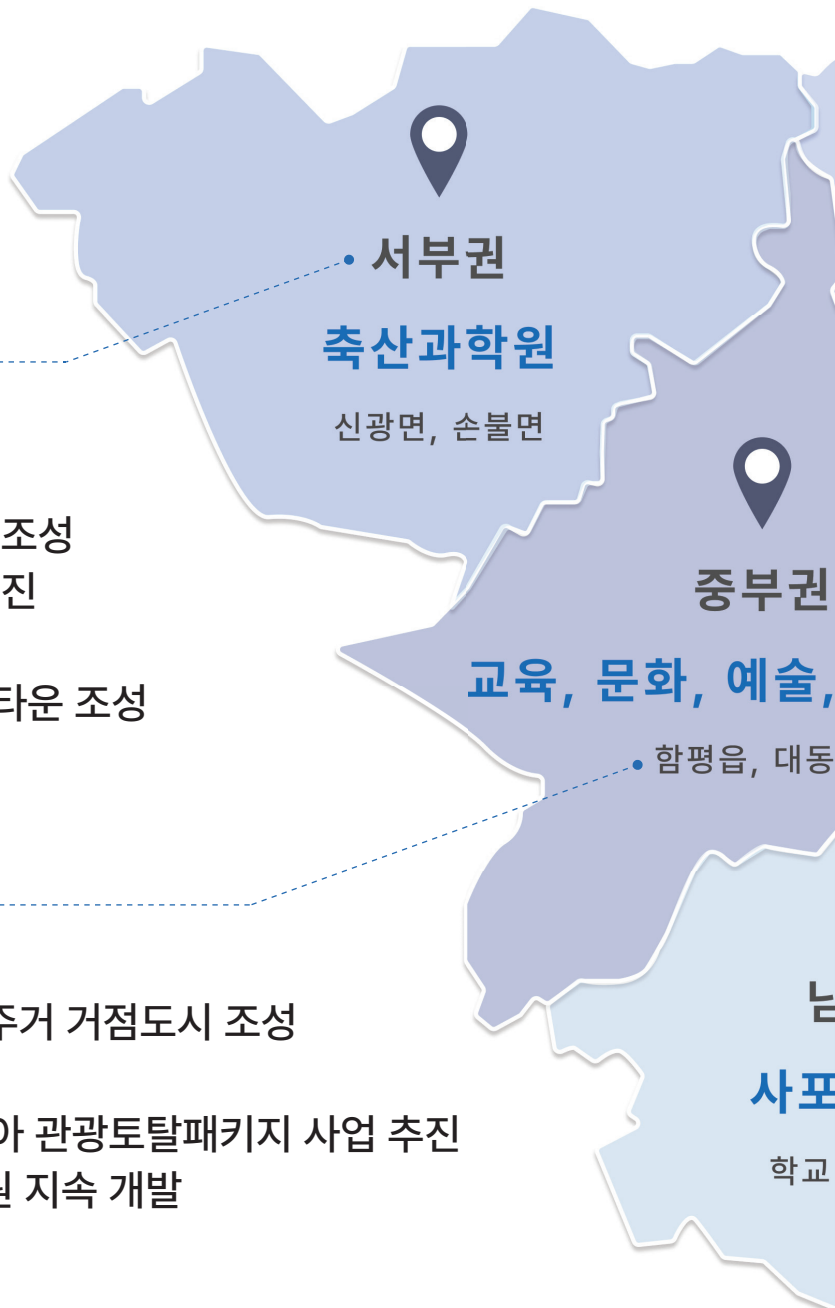 서부권
축산과학원
신광면, 손불면
조성
진
타운 조성
중부권
교육, 문화, 예술,
함평읍, 대동
주거 거점도시 조성
사포
학교
관광토탈패키지 사업 추진
지속 개발